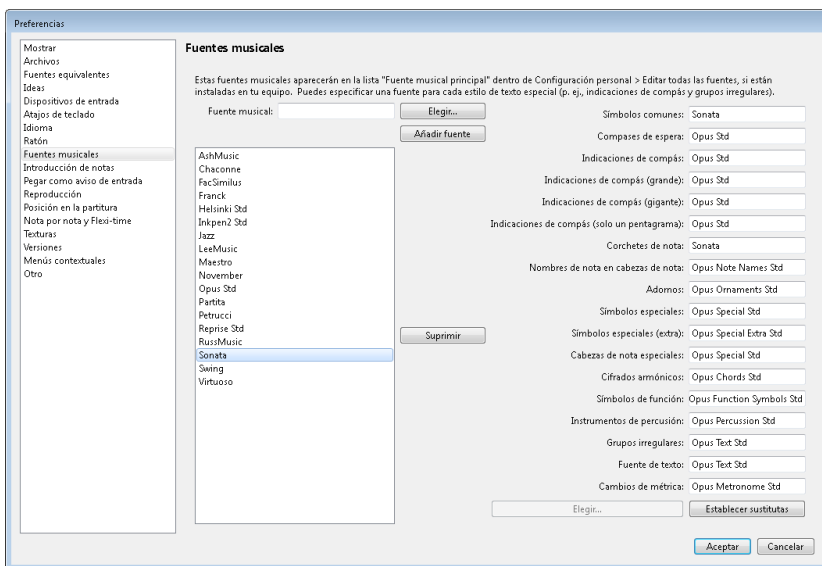 Preferencias
Mostrar
Archivos
Fuentes equivalentes
Ideas
Dispositivos de entrada
Atajos de teclado
Idioma
Ratón
Fuentes musicales
Introducción de notas
Pegar como aviso de entrada
Reproducción
Posición en la partitura
Nota por nota y Flexi-time
Texturas
Versiones
Menús contextuales
Otro
Fuentes musicales
Estas fuentes musicales aparecerán en la lista "Fuente musical principal" dentro de Configuración personal > Editar todas las fuentes, si están
instaladas en tu equipo. Puedes especificar una fuente para cada estilo de texto especial (p. ej., indicaciones de compás y grupos irregulares).
Fuente musical:
Elegir...
Añadir fuente
AshMusic
Chaconne
FacSimilus
Franck
Helsinki Std
Inkpen2 Std
Jazz
LeeMusic
Maestro
November
Opus Std
Partita
Petrucci
Reprise Std
RussMusic
Sonata
Swing
Virtuoso
Suprimir
Símbolos comunes: Sonata
Compases de espera: Opus Std
Indicaciones de compás: Opus Std
Indicaciones de compás (grande): Opus Std
Indicaciones de compás (gigante): Opus Std
Indicaciones de compás (solo un pentagrama): Opus Std
Corchetes de nota: Sonata
Nombres de nota en cabezas de nota: Opus Note Names Std
Adornos: Opus Ornaments Std
Símbolos especiales: Opus Special Std
Símbolos especiales (extra): Opus Special Extra Std
Cabezas de nota especiales: Opus Special Std
Cifrados armónicos: Opus Chords Std
Símbolos de función: Opus Function Symbols Std
Instrumentos de percusión: Opus Percussion Std
Grupos irregulares: Opus Text Std
Fuente de texto: Opus Text Std
Cambios de métrica: Opus Metronome Std
Elegir...
Establecer sustitutas
Aceptar
Cancelar